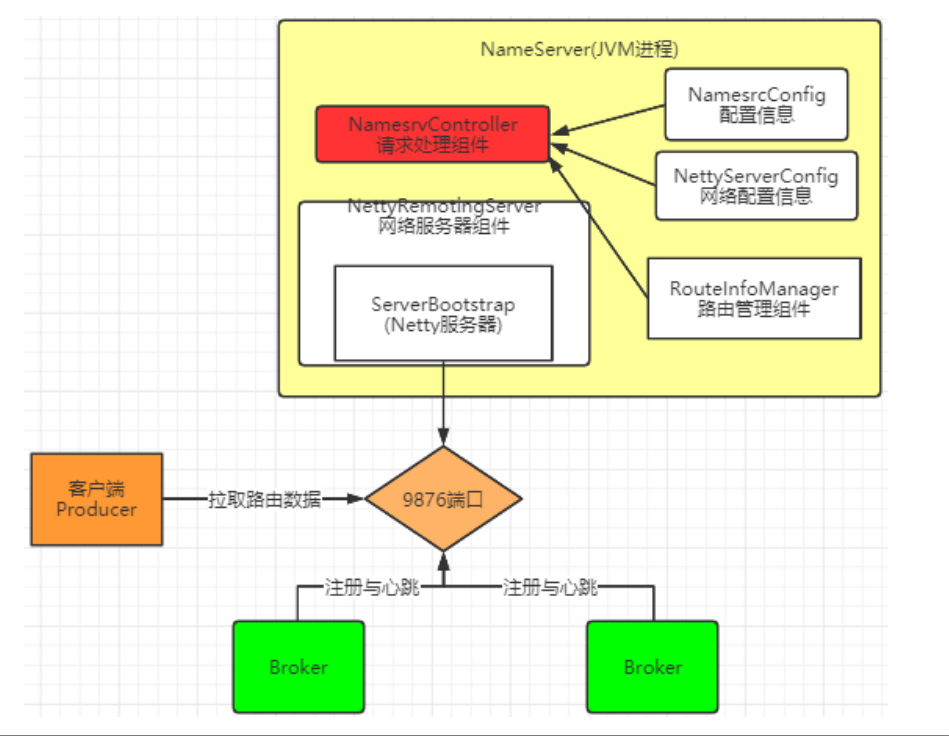 NameServer(JVM进程)
NamesrcConfig
配置信息
NamesrvController
请求处理组件
NettyServerConfig
网络配置信息
NettyRemotingServer
网络服务器组件
RouteInfoManager
路由管理组件
ServerBootstrap
(Netty服务器)
客户端
Producer
拉取路由数据
9876端口
注册与心跳
注册与心跳
Broker
Broker